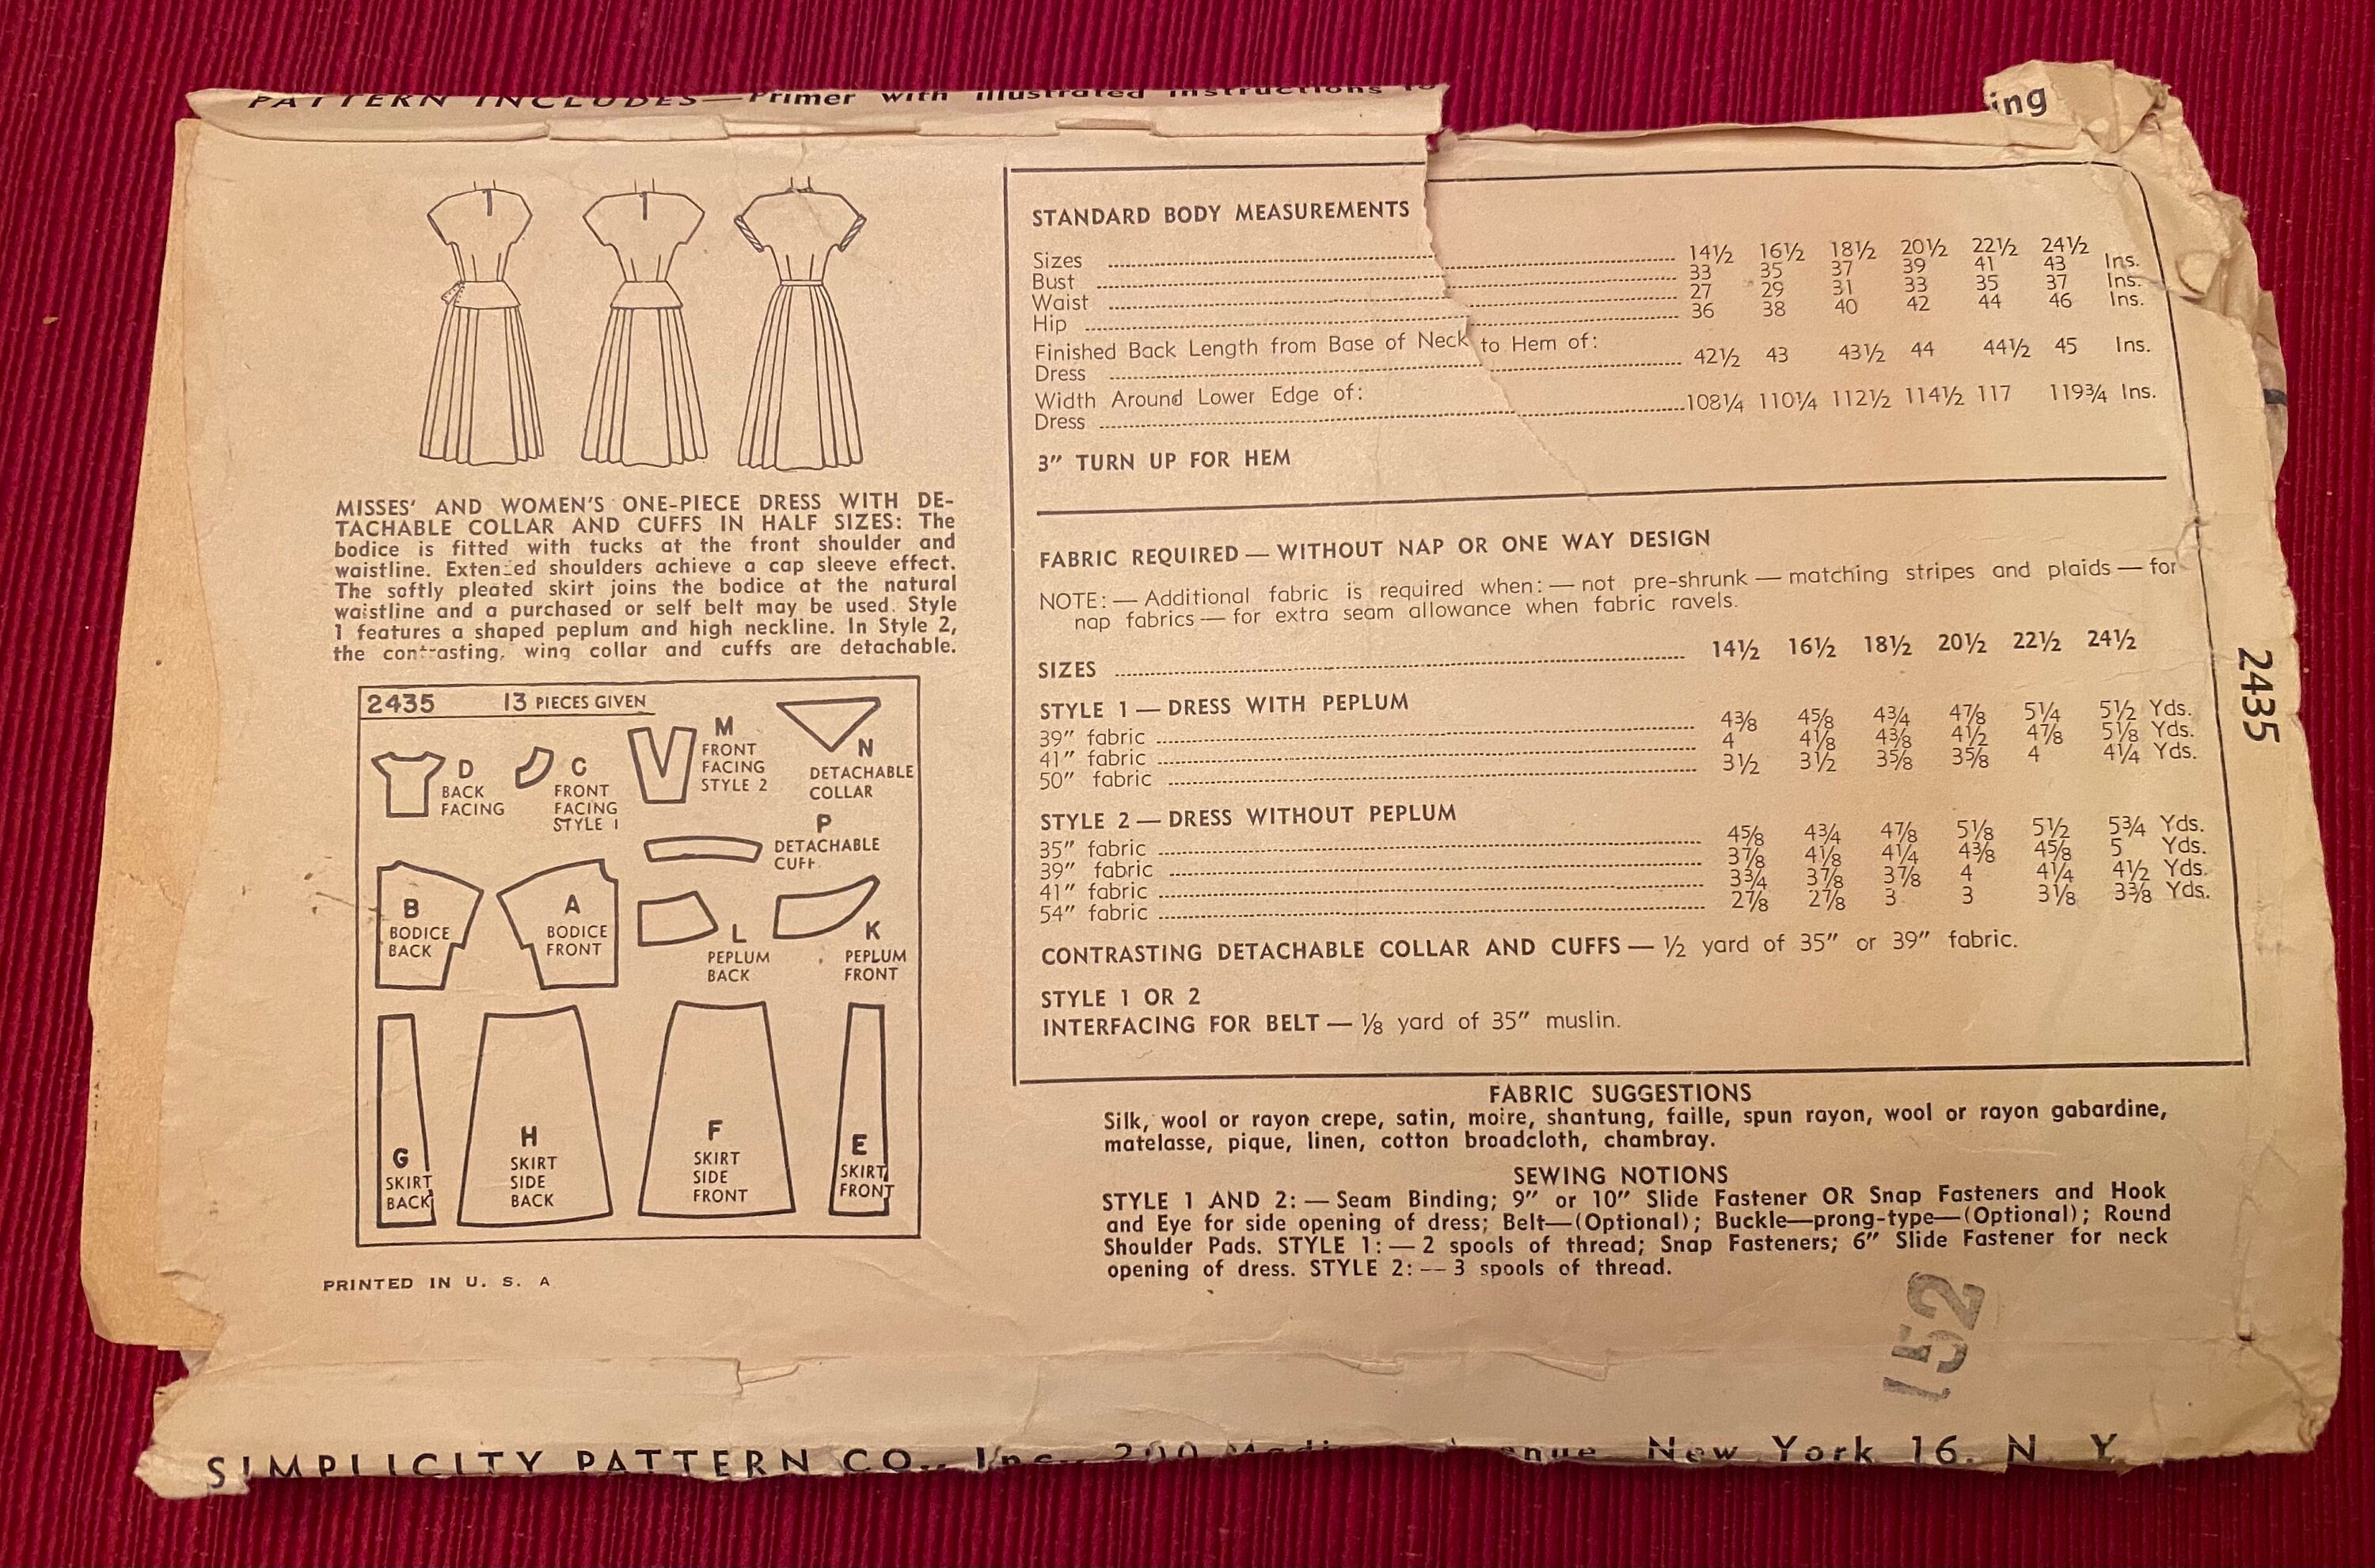 PATTERN INCLUDES—Primer with illustrated instructions
ing
MISSES' AND WOMEN'S ONE-PIECE DRESS WITH DE-
TACHABLE COLLAR AND CUFFS IN HALF SIZES: The
bodice is fitted with tucks at the front shoulder and
waistline. Extended shoulders achieve a cap sleeve effect.
The softly pleated skirt joins the bodice at the natural
waistline and a purchased or self belt may be used. Style
1 features a shaped peplum and high neckline. In Style 2,
the contrasting, wing collar and cuffs are detachable.
2435 13 PIECES GIVEN
D
BACK
FACING
C
FRONT
FACING
STYLE 1
M
FRONT
FACING
STYLE 2
N
DETACHABLE
COLLAR
P
DETACHABLE
CUFF
B
BODICE
BACK
A
BODICE
FRONT
L
PEPLUM
BACK
K
PEPLUM
FRONT
G
SKIRT
BACK
H
SKIRT
SIDE
BACK
F
SKIRT
SIDE
FRONT
E
SKIRT
FRONT
PRINTED IN U. S. A
STANDARD BODY MEASUREMENTS
Sizes 14½ 16½ 18½ 20½ 22½ 24½
Bust 33 35 37 39 41 43 Ins.
Waist 27 29 31 33 35 37 Ins.
Hip 36 38 40 42 44 46 Ins.
Finished Back Length from Base of Neck to Hem of:
Dress 42½ 43 43½ 44 44½ 45 Ins.
Width Around Lower Edge of:
Dress 108¼ 110¼ 112½ 114½ 117 119¾ Ins.
3" TURN UP FOR HEM
FABRIC REQUIRED — WITHOUT NAP OR ONE WAY DESIGN
NOTE: — Additional fabric is required when: — not pre-shrunk — matching stripes and plaids — for
nap fabrics — for extra seam allowance when fabric ravels.
SIZES 14½ 16½ 18½ 20½ 22½ 24½
STYLE 1 — DRESS WITH PEPLUM
39" fabric 4⅜ 4⅝ 4¾ 4⅞ 5¼ 5½ Yds.
41" fabric 4 4⅛ 4⅜ 4½ 4⅞ 5⅛ Yds.
50" fabric 3½ 3½ 3⅝ 3⅝ 4 4¼ Yds.
STYLE 2 — DRESS WITHOUT PEPLUM
35" fabric 4⅝ 4¾ 4⅞ 5⅛ 5½ 5¾ Yds.
39" fabric 3⅞ 4⅛ 4¼ 4⅜ 4⅝ 5 Yds.
41" fabric 3¾ 3⅞ 3⅞ 4 4¼ 4½ Yds.
54" fabric 2⅞ 2⅞ 3 3 3⅛ 3⅜ Yds.
CONTRASTING DETACHABLE COLLAR AND CUFFS — ½ yard of 35" or 39" fabric.
STYLE 1 OR 2
INTERFACING FOR BELT — ⅛ yard of 35" muslin.
2435
FABRIC SUGGESTIONS
Silk, wool or rayon crepe, satin, moire, shantung, faille, spun rayon, wool or rayon gabardine,
matelasse, pique, linen, cotton broadcloth, chambray.
SEWING NOTIONS
STYLE 1 AND 2: — Seam Binding; 9" or 10" Slide Fastener OR Snap Fasteners and Hook
and Eye for side opening of dress; Belt—(Optional); Buckle—prong-type—(Optional); Round
Shoulder Pads. STYLE 1: — 2 spools of thread; Snap Fasteners; 6" Slide Fastener for neck
opening of dress. STYLE 2: — 3 spools of thread.
152
SIMPLICITY PATTERN CO., Inc., 200 New York 16, N. Y.